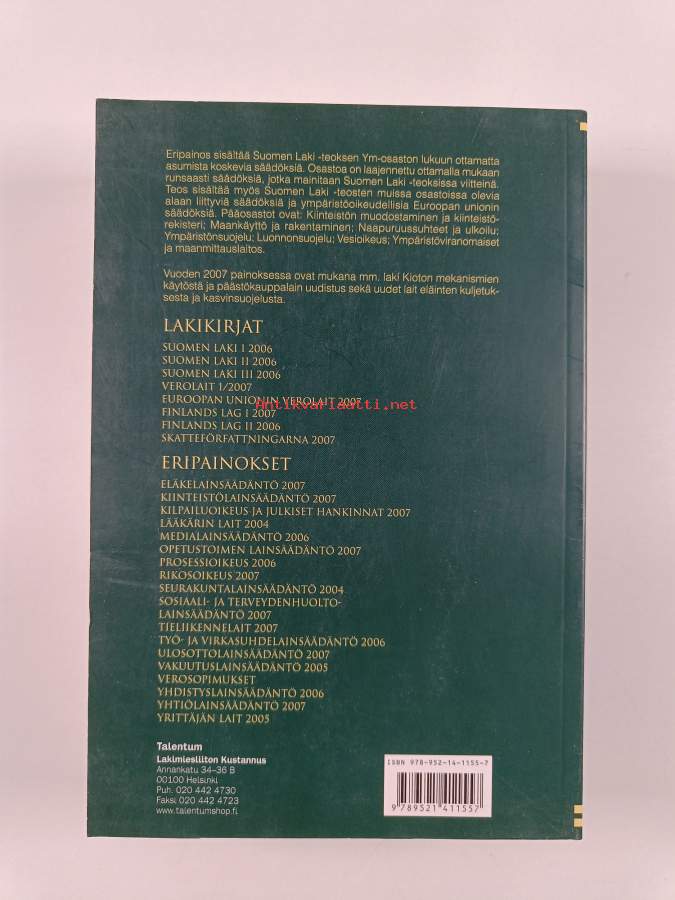 Eripainos sisältää Suomen Laki -teoksen Ym-osaston lukuun ottamatta
asumista koskevia säädöksiä. Osastoa on laajennettu ottamalla mukaan
runsaasti säädöksiä, jotka mainitaan Suomen Laki -teoksissa viitteinä.
Teos sisältää myös Suomen Laki -teosten muissa osastoissa olevia
alaan liittyviä säädöksiä ja ympäristöoikeudellisia Euroopan unionin
säädöksiä. Pääosastot ovat: Kiinteistön muodostaminen ja kiinteistö-
rekisteri; Maankäyttö ja rakentaminen; Naapuruussuhteet ja ulkoilu;
Ympäristönsuojelu; Luonnonsuojelu; Vesioikeus; Ympäristöviranomaiset
ja maanmittauslaitos.
Vuoden 2007 painoksessa ovat mukana mm. laki Kioton mekanismien
käytöstä ja päästökauppalain uudistus sekä uudet lait eläinten kuljetuk-
sesta ja kasvinsuojelusta.
LAKIKIRJAT
SUOMEN LAKI I 2006
SUOMEN LAKI II 2006
SUOMEN LAKI III 2006
VEROLAIT 1/2007
EUROOPAN UNIONIN VEROLAIT 2007
Antikvariaatti.net
FINLANDS LAG I 2007
FINLANDS LAG II 2006
SKATTEFÖRFATTNINGARNA 2007
ERIPAINOKSET
ELÄKELAINSÄÄDÄNTÖ 2007
KIINTEISTÖLAINSÄÄDÄNTÖ 2007
KILPAILUOIKEUS JA JULKISET HANKINNAT 2007
LÄÄKÄRIN LAIT 2004
MEDIALAINSÄÄDÄNTÖ 2006
OPETUSTOIMEN LAINSÄÄDÄNTÖ 2007
PROSESSIOIKEUS 2006
RIKOSOIKEUS 2007
SEURAKUNTALAINSÄÄDÄNTÖ 2004
SOSIAALI- JA TERVEYDENHUOLTO-
LAINSÄÄDÄNTÖ 2007
TIELIIKENNELAIT 2007
TYÖ- JA VIRKASUHDELAINSÄÄDÄNTÖ 2006
ULOSOTTOLAINSÄÄDÄNTÖ 2007
VAKUUTUSLAINSÄÄDÄNTÖ 2005
VEROSOPIMUKSET
YHDISTYSLAINSÄÄDÄNTÖ 2006
YHTIÖLAINSÄÄDÄNTÖ 2007
YRITTÄJÄN LAIT 2005
Talentum
Lakimiesliiton Kustannus
Annankatu 34-36 B
00100 Helsinki
Puh. 020 442 4730
Faksi 020 442 4723
www.talentumshop.fi
ISBN 978-952-14-1155-7
9 789521 411557